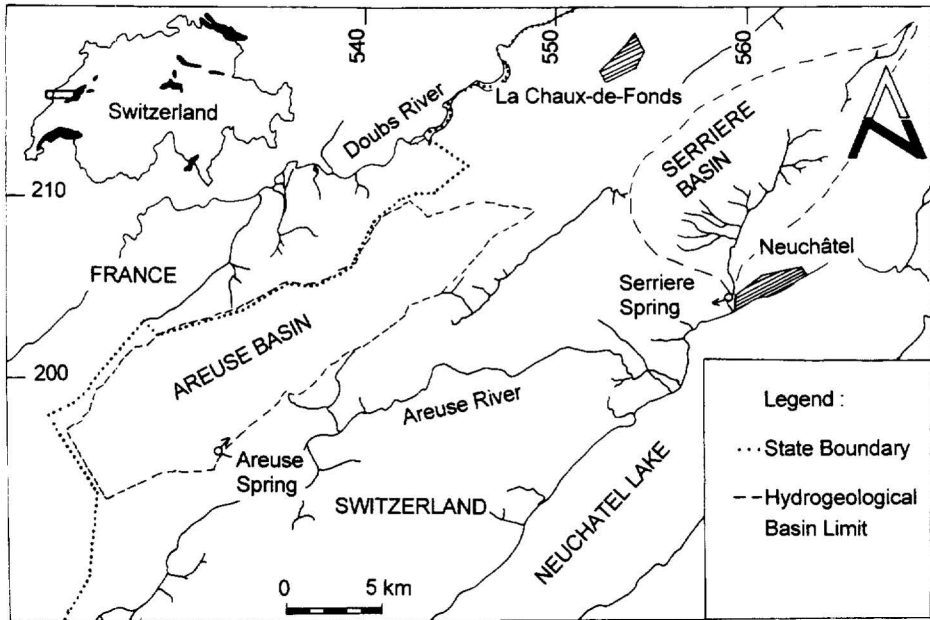 540
550
560
Switzerland
Doubs River
La Chaux-de-Fonds
SERRIERE
BASIN
210
Neuchâtel
FRANCE
Serriere
Spring
AREUSE BASIN
200
Areuse River
Areuse
Spring
SWITZERLAND
NEUCHATEL LAKE
0 5 km
Legend :
State Boundary
Hydrogeological
Basin Limit